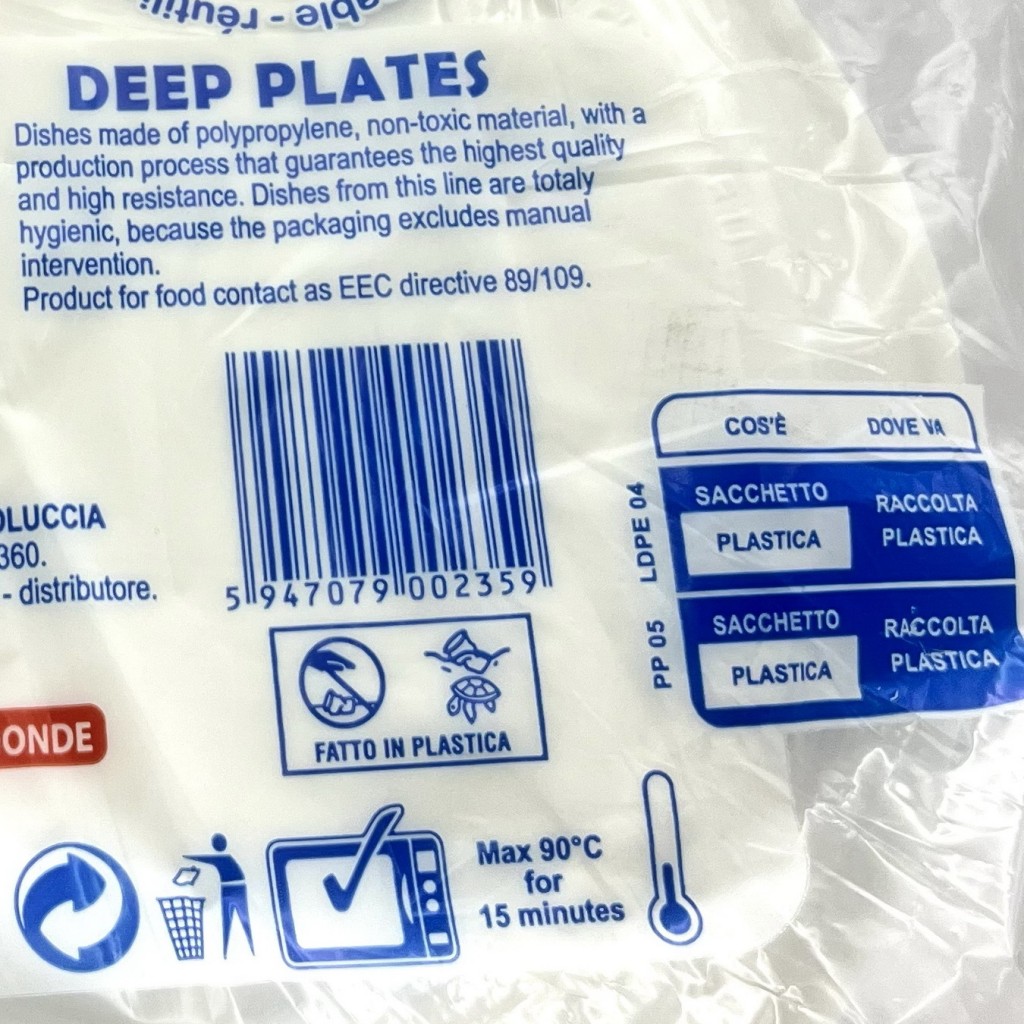 able - réutili
DEEP PLATES
Dishes made of polypropylene, non-toxic material, with a
production process that guarantees the highest quality
and high resistance. Dishes from this line are totaly
hygienic, because the packaging excludes manual
intervention.
Product for food contact as EEC directive 89/109.
OLUCCIA
360.
- distributore.
5 947079 002359
FATTO IN PLASTICA
COS'È DOVE VA
LDPE 04
SACCHETTO
PLASTICA
RACCOLTA
PLASTICA
PP 05
SACCHETTO
PLASTICA
RACCOLTA
PLASTICA
ONDE
Max 90°C
for
15 minutes